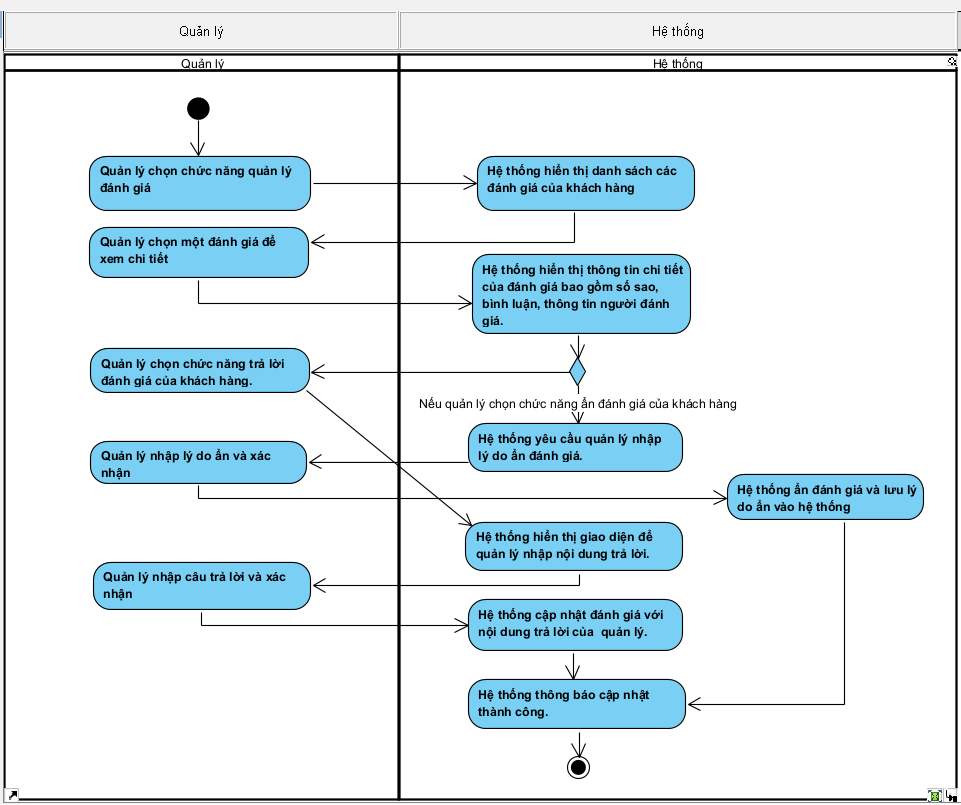 Quản lý
Hệ thống
Quản lý
Hệ thống
Quản lý chọn chức năng quản lý
đánh giá
Hệ thống hiển thị danh sách các
đánh giá của khách hàng
Quản lý chọn một đánh giá để
xem chi tiết
Hệ thống hiển thị thông tin chi tiết
của đánh giá bao gồm số sao,
bình luận, thông tin người đánh
giá.
Quản lý chọn chức năng trả lời
đánh giá của khách hàng.
Nếu quản lý chọn chức năng ẩn đánh giá của khách hàng
Hệ thống yêu cầu quản lý nhập
lý do ẩn đánh giá.
Quản lý nhập lý do ẩn và xác
nhận
Hệ thống ẩn đánh giá và lưu lý
do ẩn vào hệ thống
Hệ thống hiển thị giao diện để
quản lý nhập nội dung trả lời.
Quản lý nhập câu trả lời và xác
nhận
Hệ thống cập nhật đánh giá với
nội dung trả lời của  quản lý.
Hệ thống thông báo cập nhật
thành công.